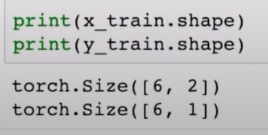 print(x_train.shape)
print(y_train.shape)
torch.Size([6, 2])
torch.Size([6, 1])